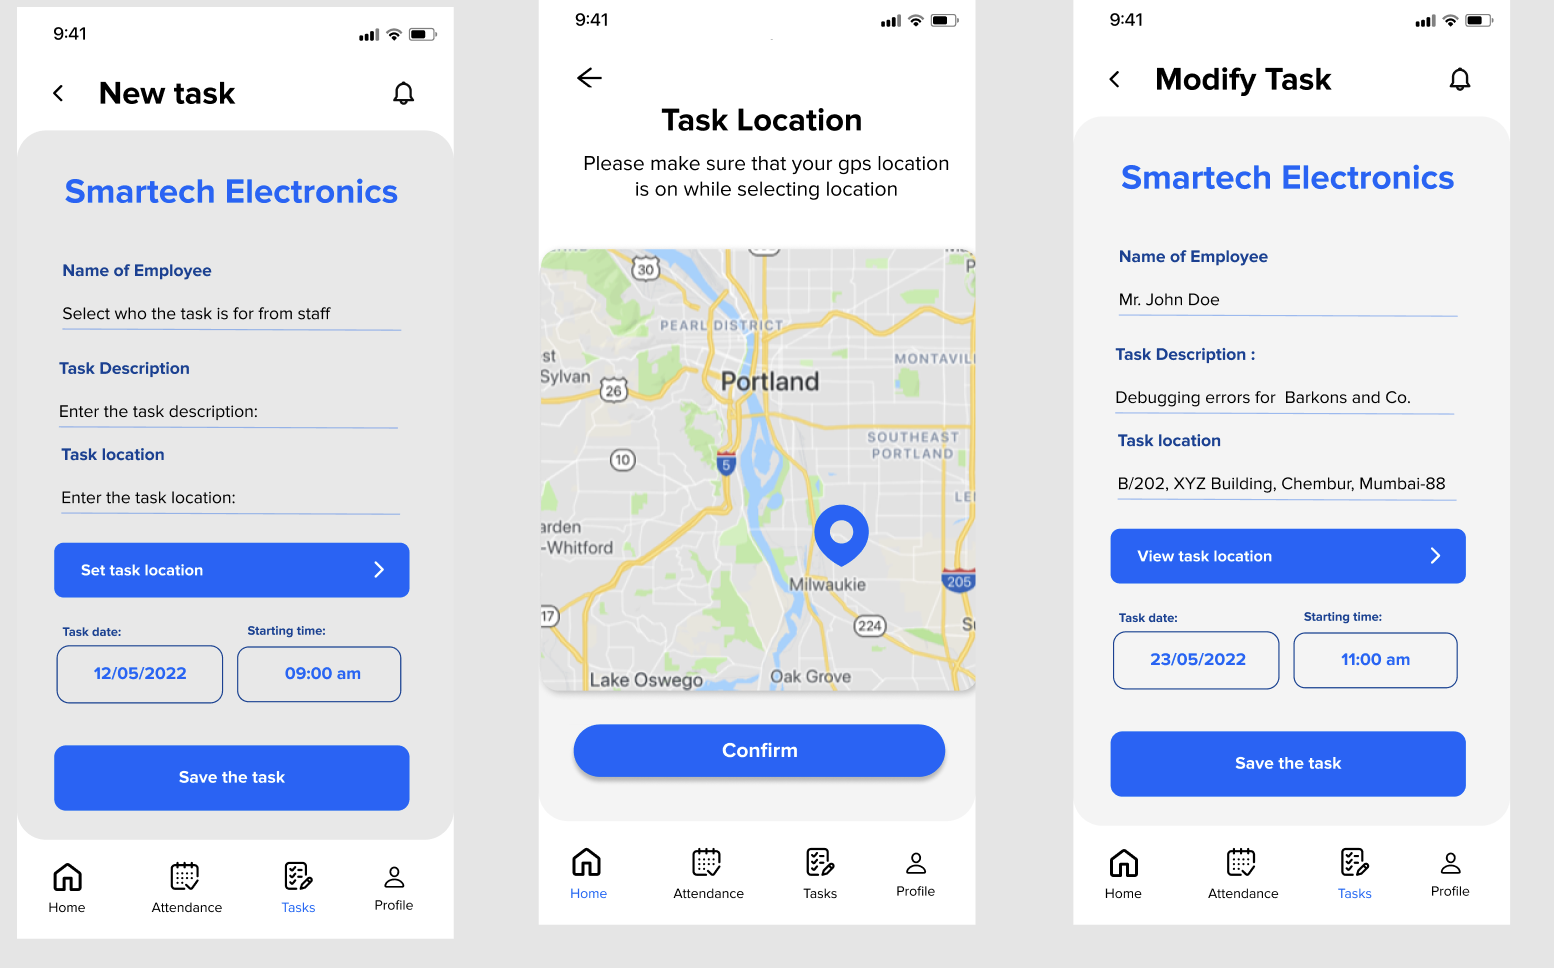 9:41
New task
Smartech Electronics
Name of Employee
Select who the task is for from staff
Task Description
Enter the task description:
Task location
Enter the task location:
Set task location
Task date:
Starting time:
12/05/2022
09:00 am
Save the task
Home
Attendance
Tasks
Profile
9:41
Task Location
Please make sure that your gps location
is on while selecting location
30
P
PEARL DISTRICT
st
Sylvan
MONTAVIL
26
Portland
SOUTHEAST
PORTLAND
10
5
LE
arden
-Whitford
Milwaukie
205
17
224
S
Lake Oswego
Oak Grove
Confirm
Home
Attendance
Tasks
Profile
9:41
Modify Task
Smartech Electronics
Name of Employee
Mr. John Doe
Task Description :
Debugging errors for  Barkons and Co.
Task location
B/202, XYZ Building, Chembur, Mumbai-88
View task location
Task date:
Starting time:
23/05/2022
11:00 am
Save the task
Home
Attendance
Tasks
Profile